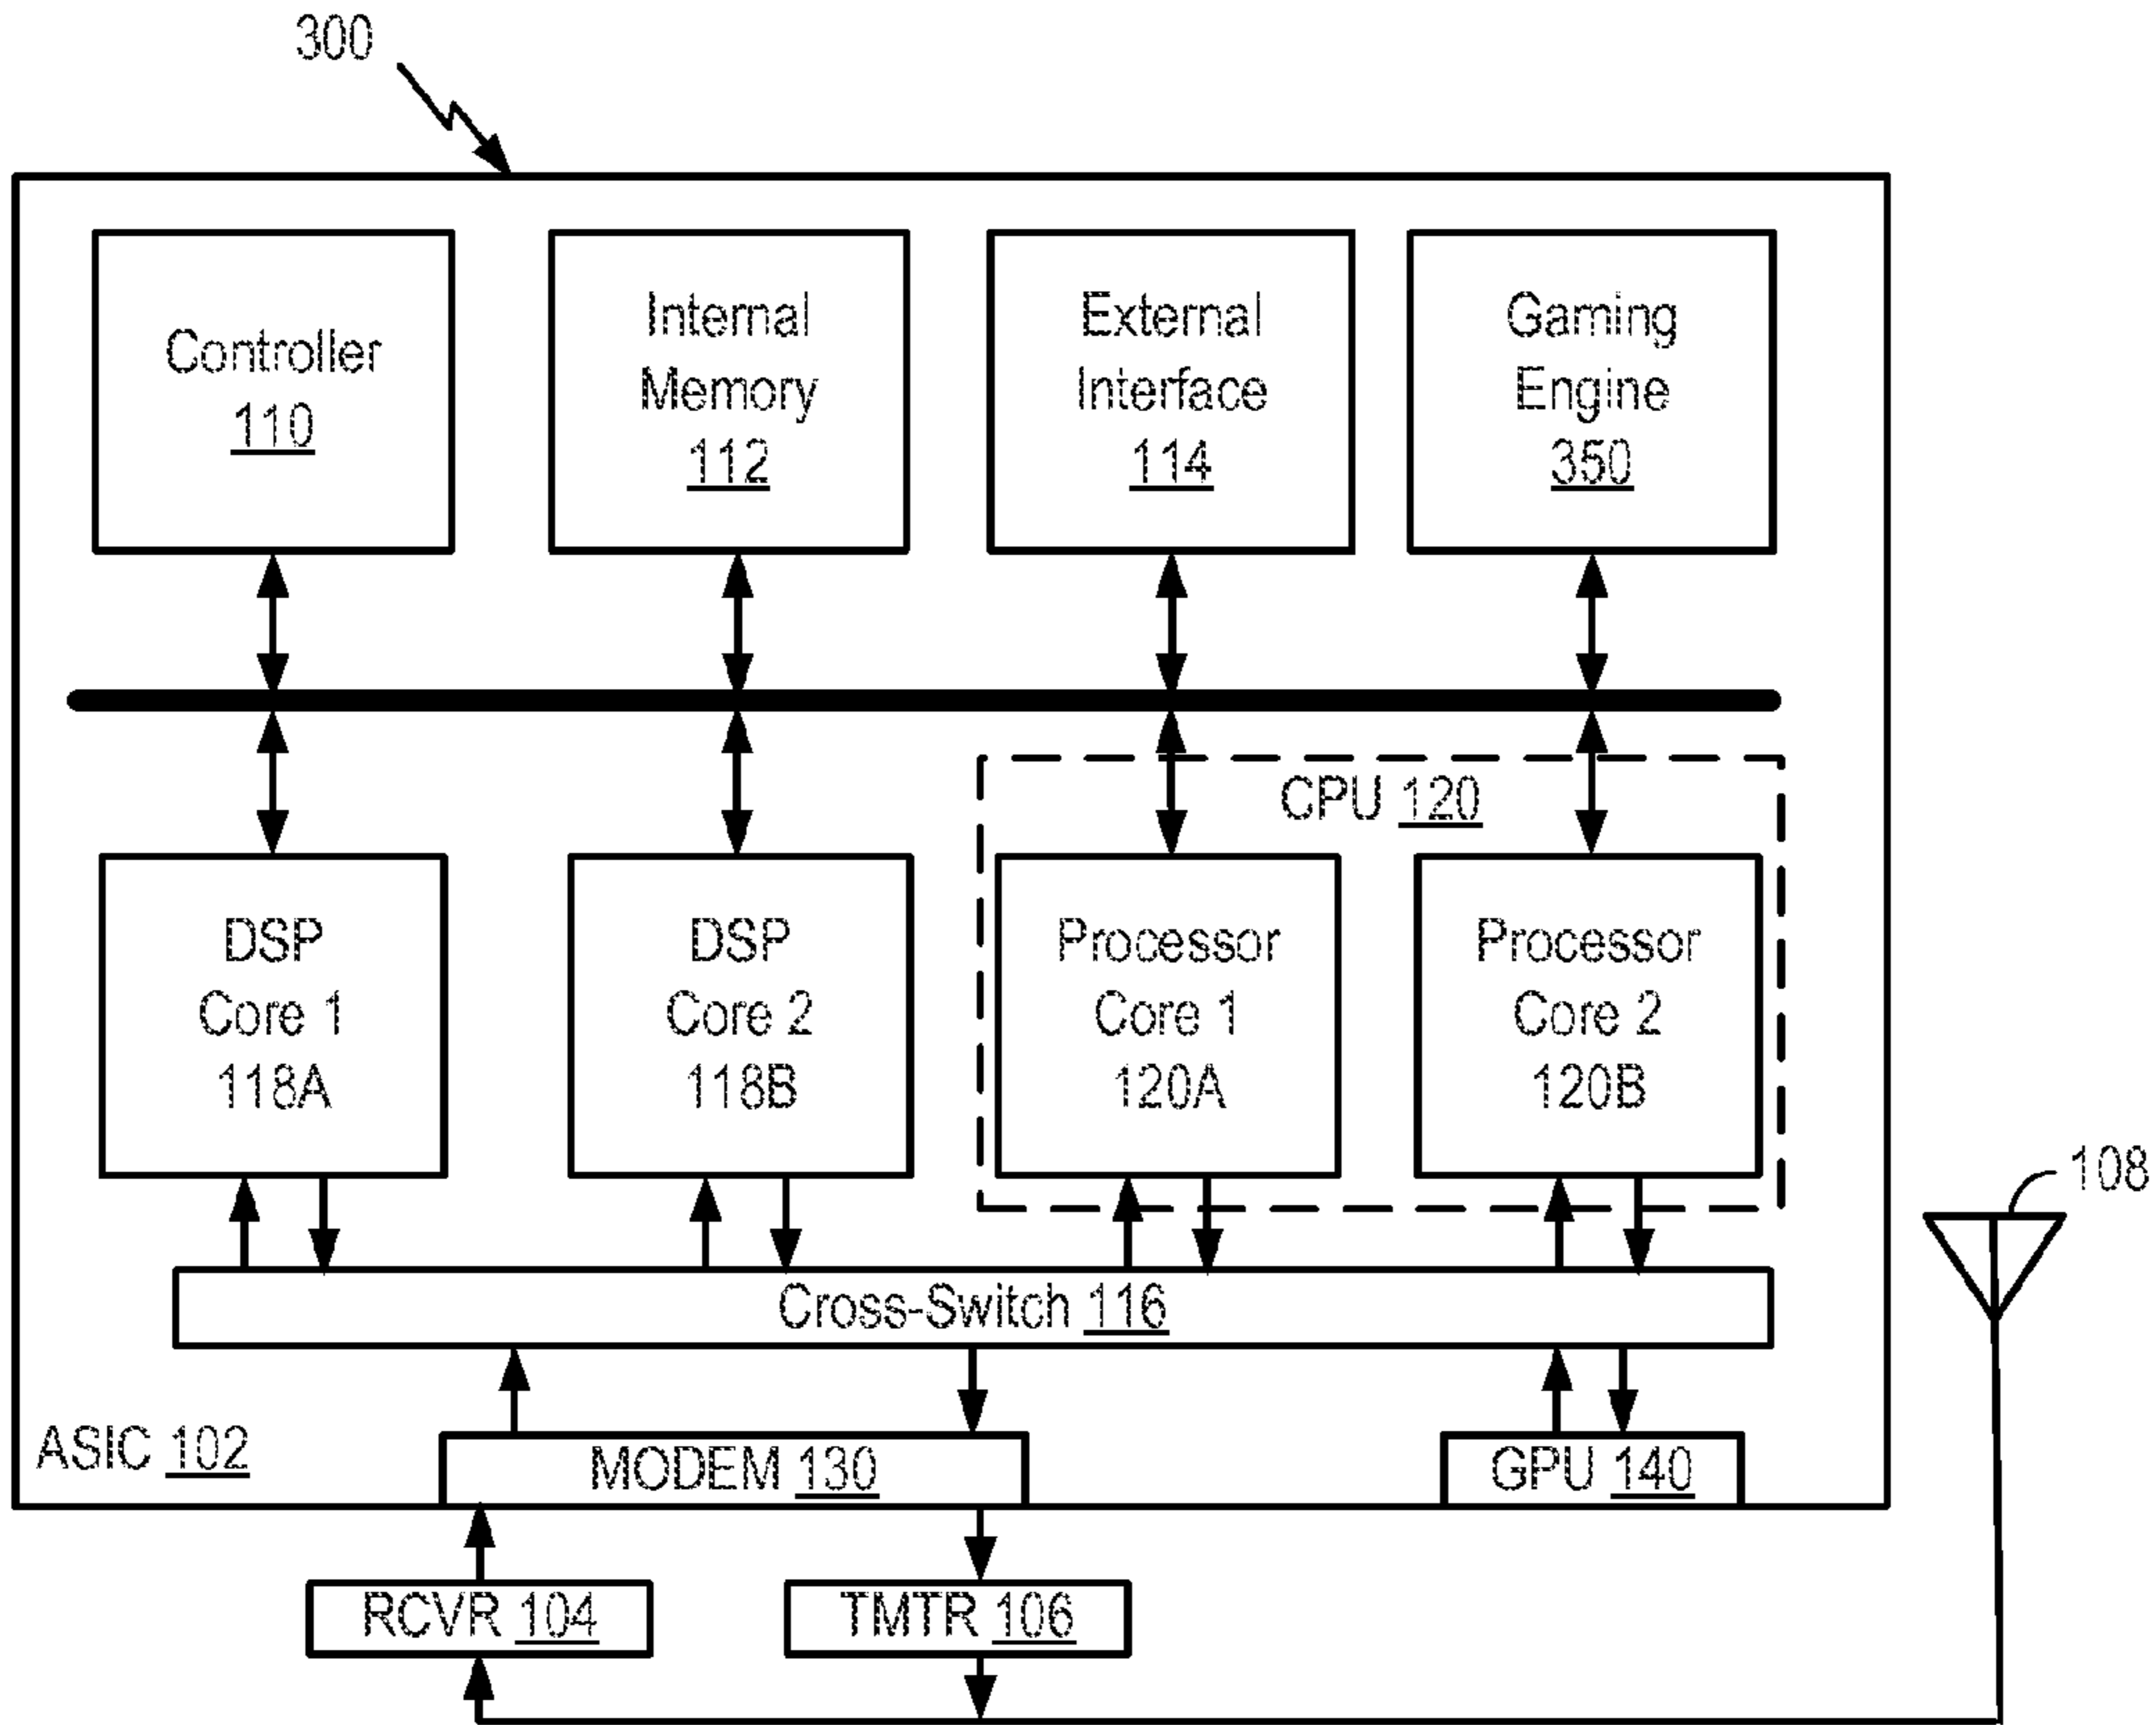 300
Controller
110
Internal
Memory
112
External
Interface
114
Gaming
Engine
350
CPU 120
DSP
Core 1
118A
DSP
Core 2
118B
Processor
Core 1
120A
Processor
Core 2
120B
108
Cross-Switch 116
ASIC 102
MODEM 130
GPU 140
RCVR 104
TMTR 106